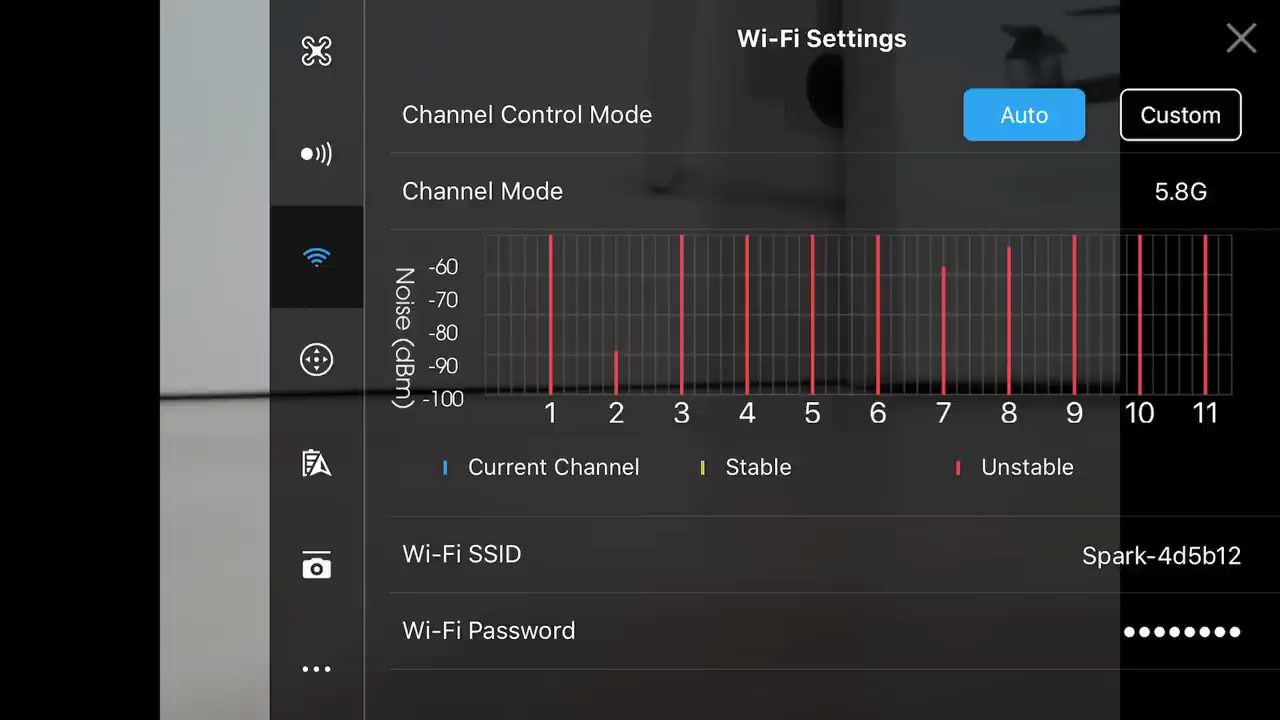 Wi-Fi Settings
Channel Control Mode Auto Custom
Channel Mode 5.8G
Noise (dBm)
-60
-70
-80
-90
-100
1 2 3 4 5 6 7 8 9 10 11
Current Channel Stable Unstable
Wi-Fi SSID Spark-4d5b12
Wi-Fi Password ••••••••